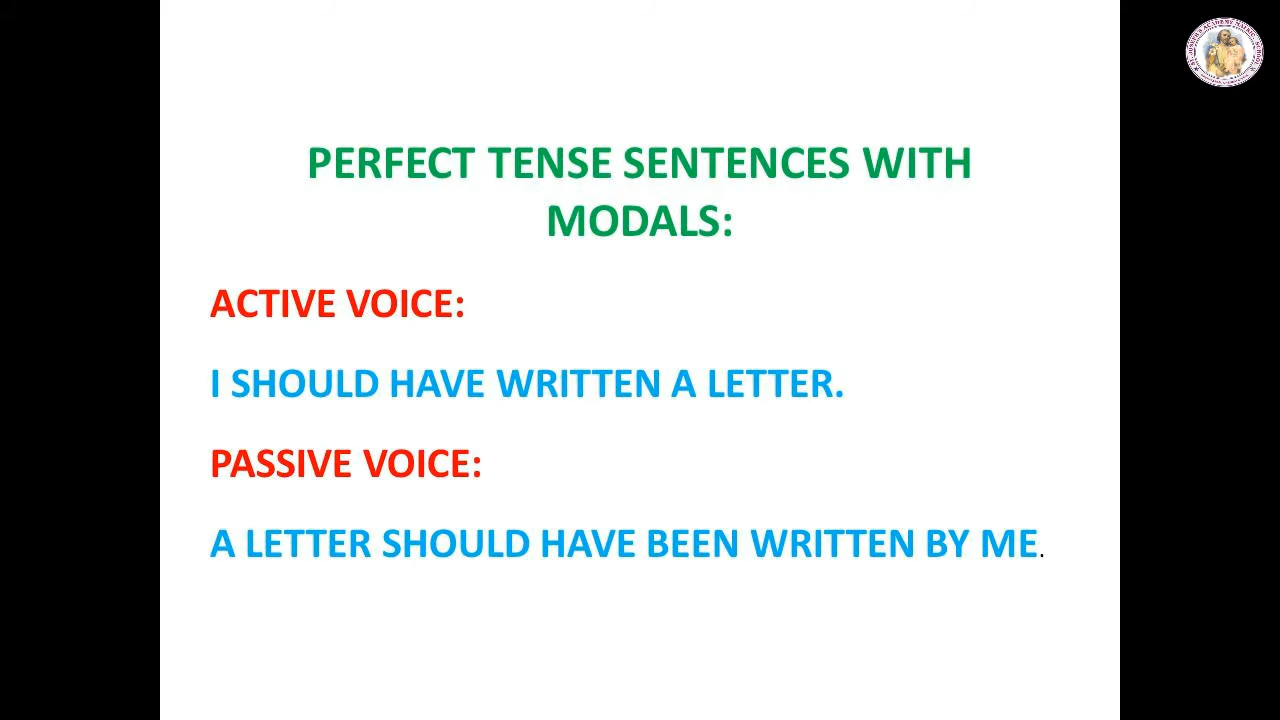 PERFECT TENSE SENTENCES WITH
MODALS:
ACTIVE VOICE:
I SHOULD HAVE WRITTEN A LETTER.
PASSIVE VOICE:
A LETTER SHOULD HAVE BEEN WRITTEN BY ME.